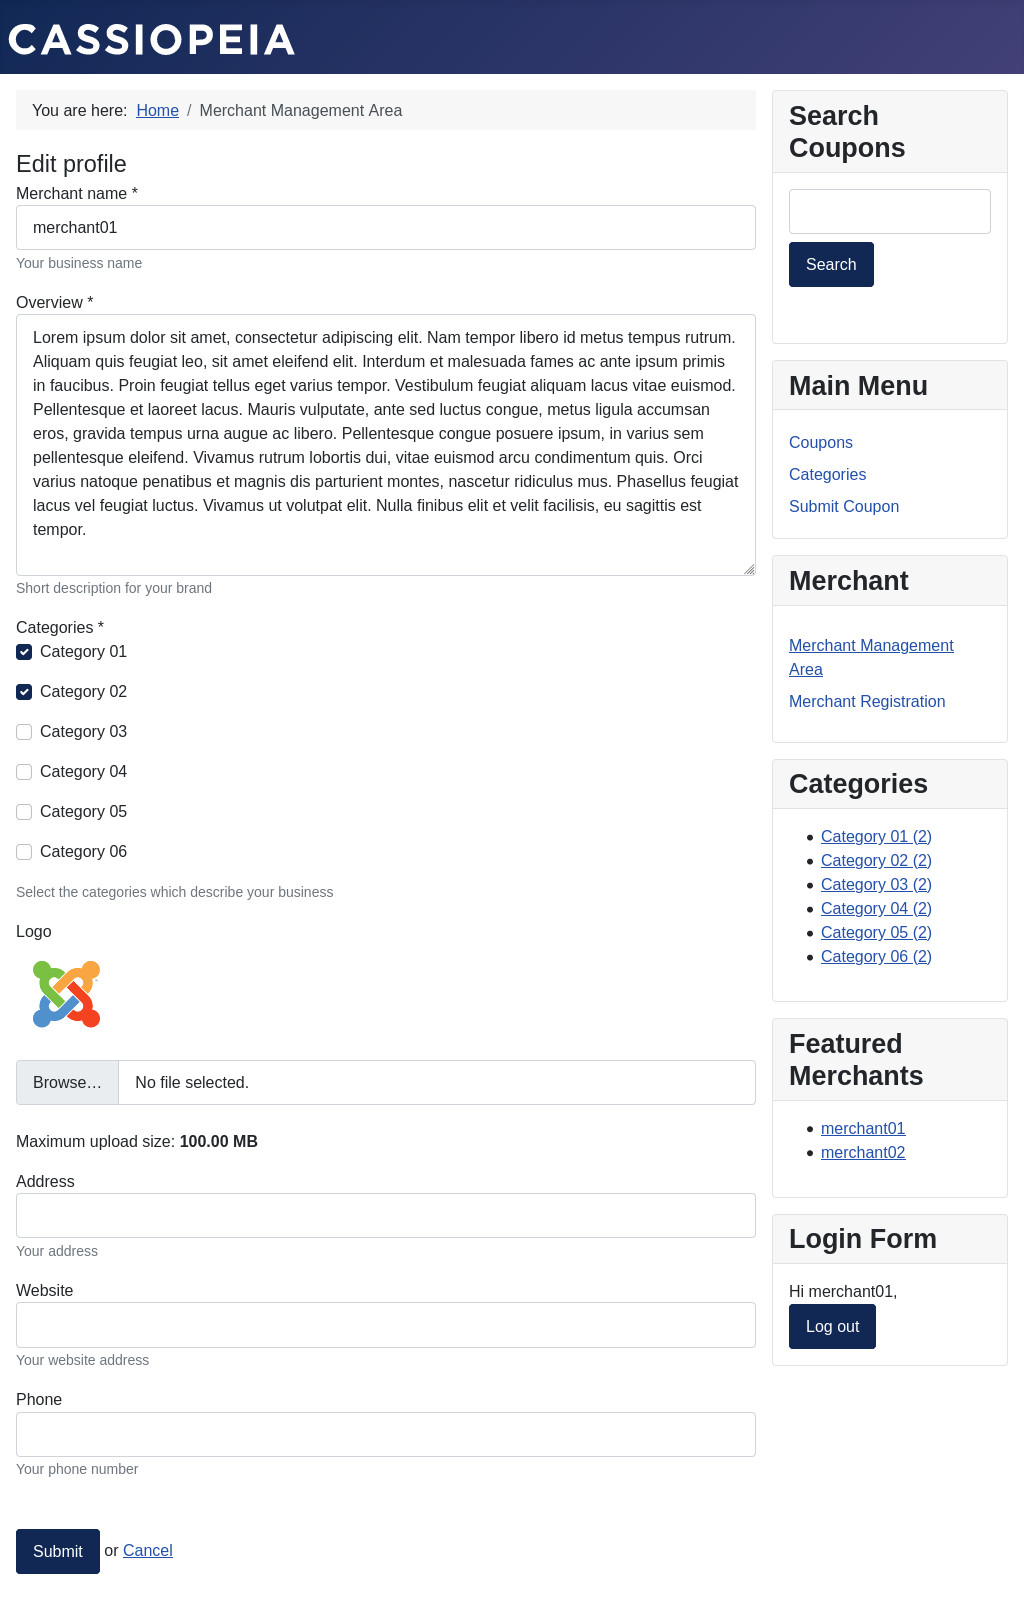 CASSIOPEIA
You are here: Home / Merchant Management Area
Edit profile
Merchant name *
merchant01
Your business name
Overview *
Lorem ipsum dolor sit amet, consectetur adipiscing elit. Nam tempor libero id metus tempus rutrum.
Aliquam quis feugiat leo, sit amet eleifend elit. Interdum et malesuada fames ac ante ipsum primis
in faucibus. Proin feugiat tellus eget varius tempor. Vestibulum feugiat aliquam lacus vitae euismod.
Pellentesque et laoreet lacus. Mauris vulputate, ante sed luctus congue, metus ligula accumsan
eros, gravida tempus urna augue ac libero. Pellentesque congue posuere ipsum, in varius sem
pellentesque eleifend. Vivamus rutrum lobortis dui, vitae euismod arcu condimentum quis. Orci
varius natoque penatibus et magnis dis parturient montes, nascetur ridiculus mus. Phasellus feugiat
lacus vel feugiat luctus. Vivamus ut volutpat elit. Nulla finibus elit et velit facilisis, eu sagittis est
tempor.
Short description for your brand
Categories *
Category 01
Category 02
Category 03
Category 04
Category 05
Category 06
Select the categories which describe your business
Logo
Browse… No file selected.
Maximum upload size: 100.00 MB
Address
Your address
Website
Your website address
Phone
Your phone number
Submit or Cancel
Search
Coupons
Search
Main Menu
Coupons
Categories
Submit Coupon
Merchant
Merchant Management
Area
Merchant Registration
Categories
Category 01 (2)
Category 02 (2)
Category 03 (2)
Category 04 (2)
Category 05 (2)
Category 06 (2)
Featured
Merchants
merchant01
merchant02
Login Form
Hi merchant01,
Log out